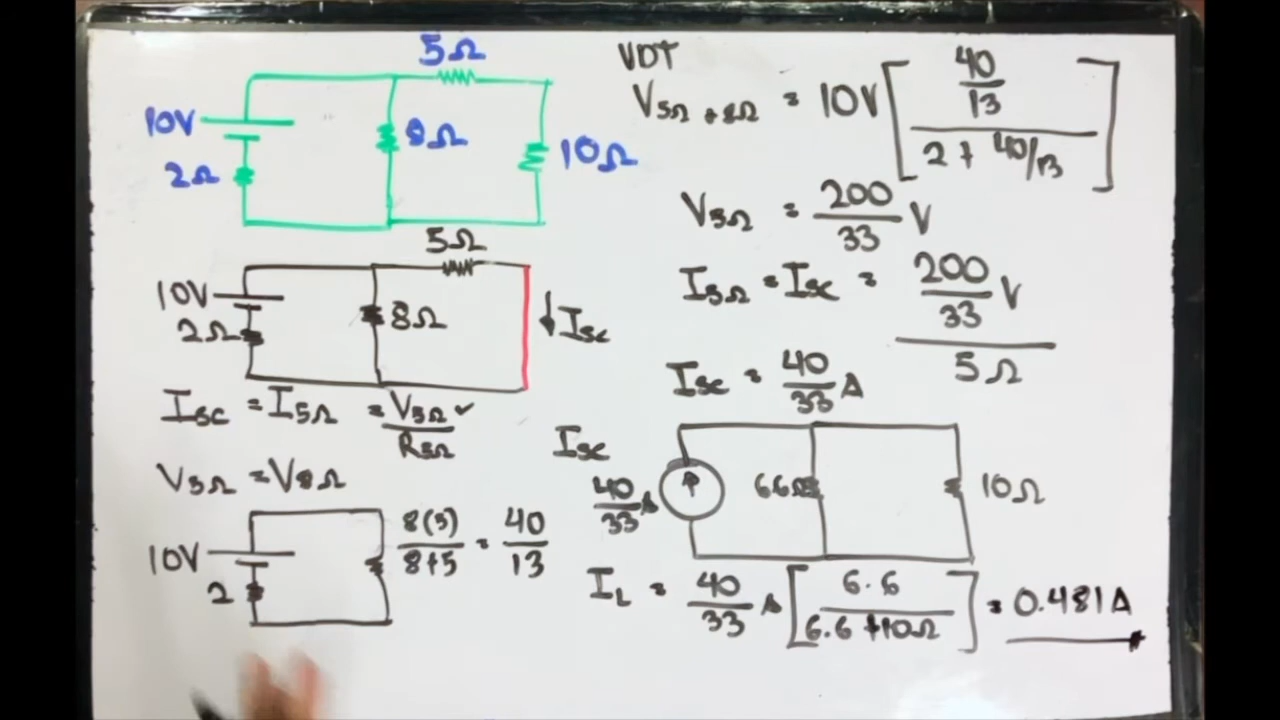 5Ω
10V
2Ω
8Ω
10Ω
5Ω
10V
2Ω
8Ω
↓ Isc
Isc = I5Ω = V5Ω ✓ / R5Ω
V5Ω = V8Ω
10V
2
8(5) / 8+5 = 40 / 13
VDT
V5Ω + 8Ω = 10V [ 40/13 / 2 + 40/13 ]
V5Ω = 200/33 V
I5Ω = Isc = 200/33 V / 5Ω
Isc = 40/33 A
Isc
40/33 A
6.6Ω
10Ω
IL = 40/33 A [ 6.6 / 6.6 + 10Ω ] = 0.481A